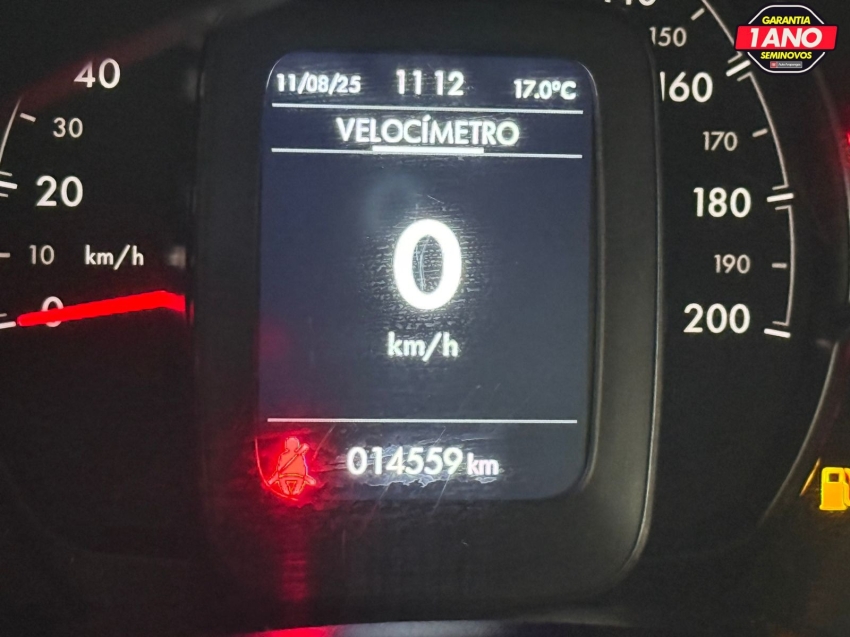 11/08/25 11 12 17.0°C
VELOCÍMETRO
0
km/h
014559 km
40
30
20
10 km/h
0
150
160
170
180
190
200
GARANTIA
1 ANO
SEMINOVOS